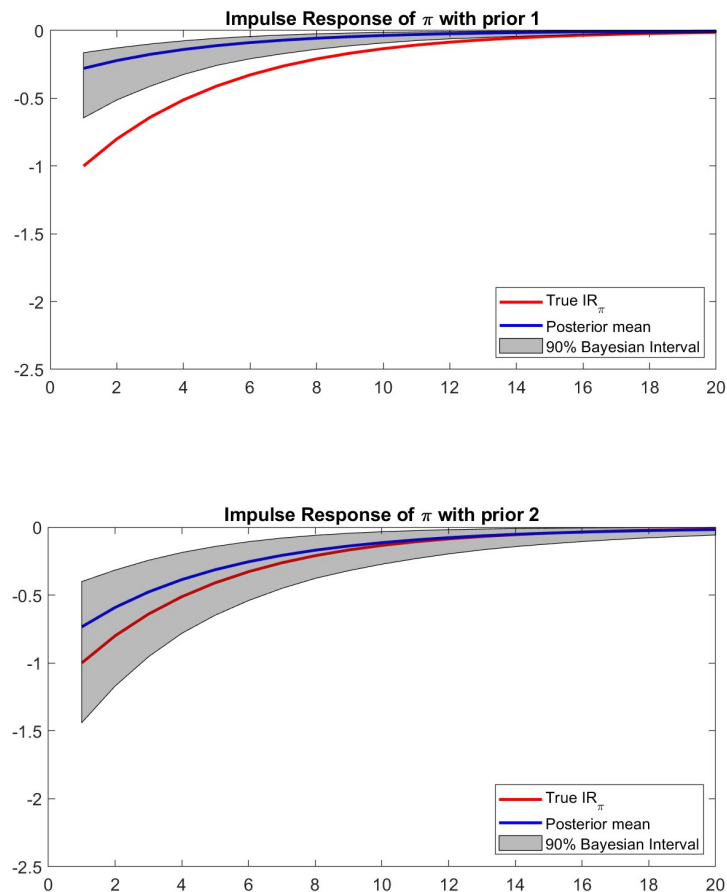 Impulse Response of π with prior 1
0
-0.5
-1
-1.5
-2
-2.5
0 2 4 6 8 10 12 14 16 18 20
True IRπ
Posterior mean
90% Bayesian Interval
Impulse Response of π with prior 2
0
-0.5
-1
-1.5
-2
-2.5
0 2 4 6 8 10 12 14 16 18 20
True IRπ
Posterior mean
90% Bayesian Interval